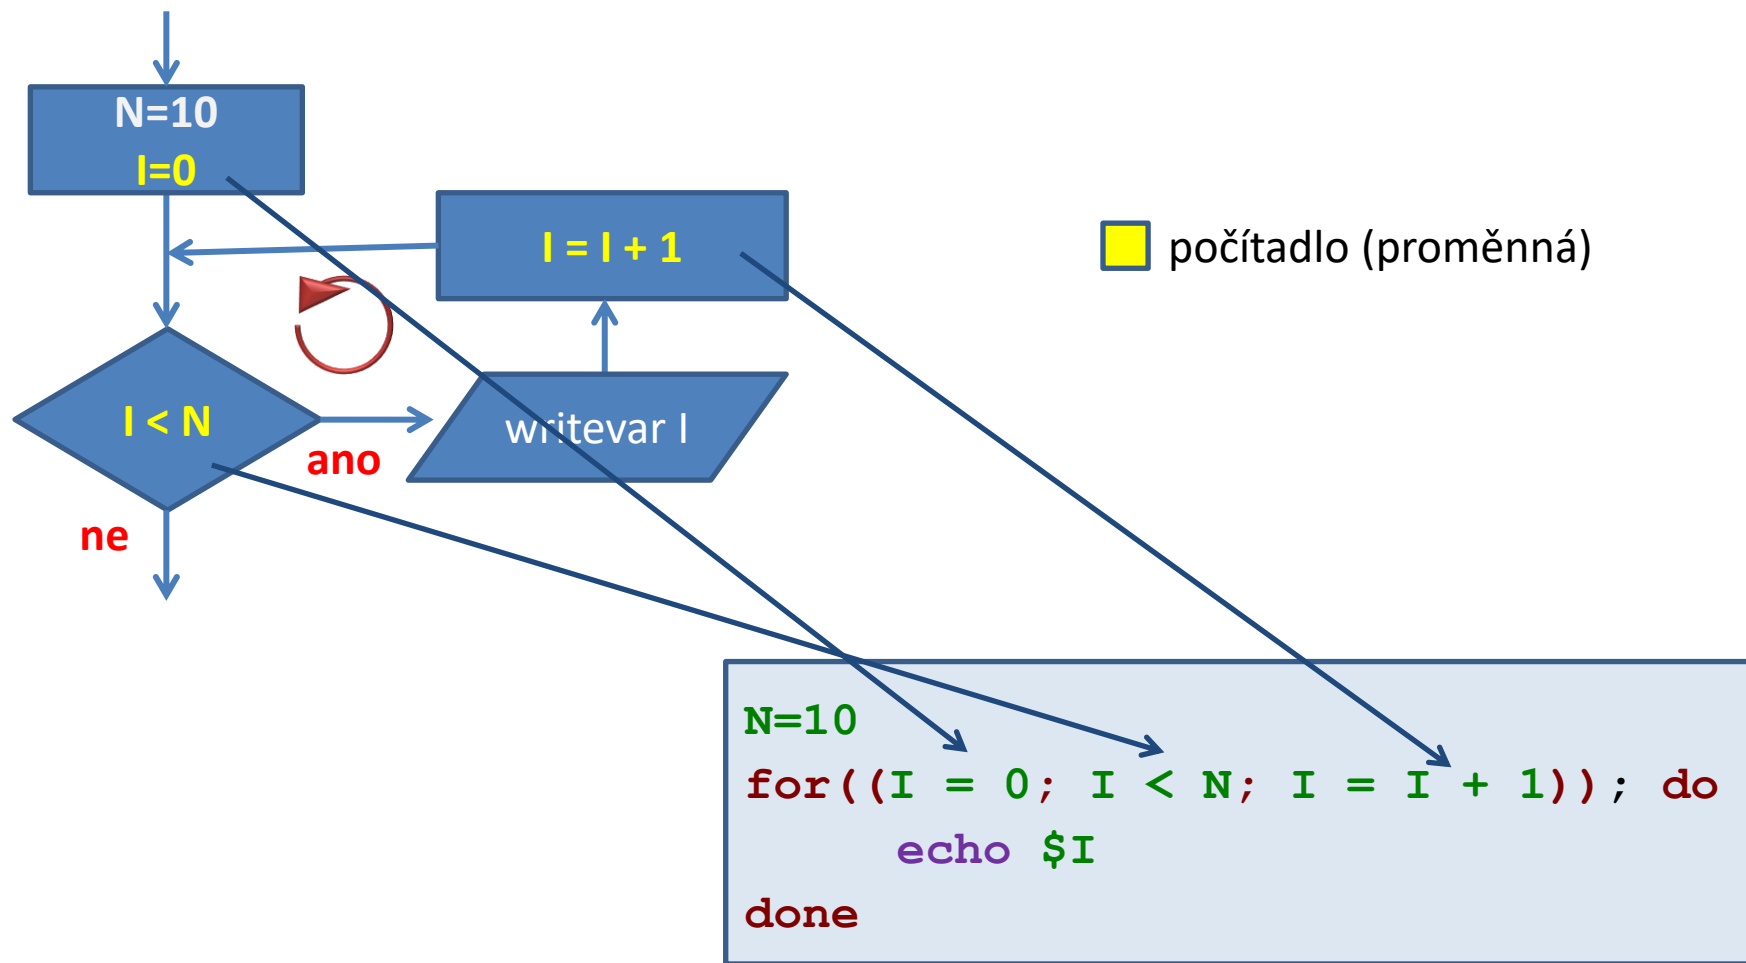 N=10
I=0
I = I + 1
počítadlo (proměnná)
I < N
writevar I
ano
ne
N=10
for((I = 0; I < N; I = I + 1)); do
echo $I
done